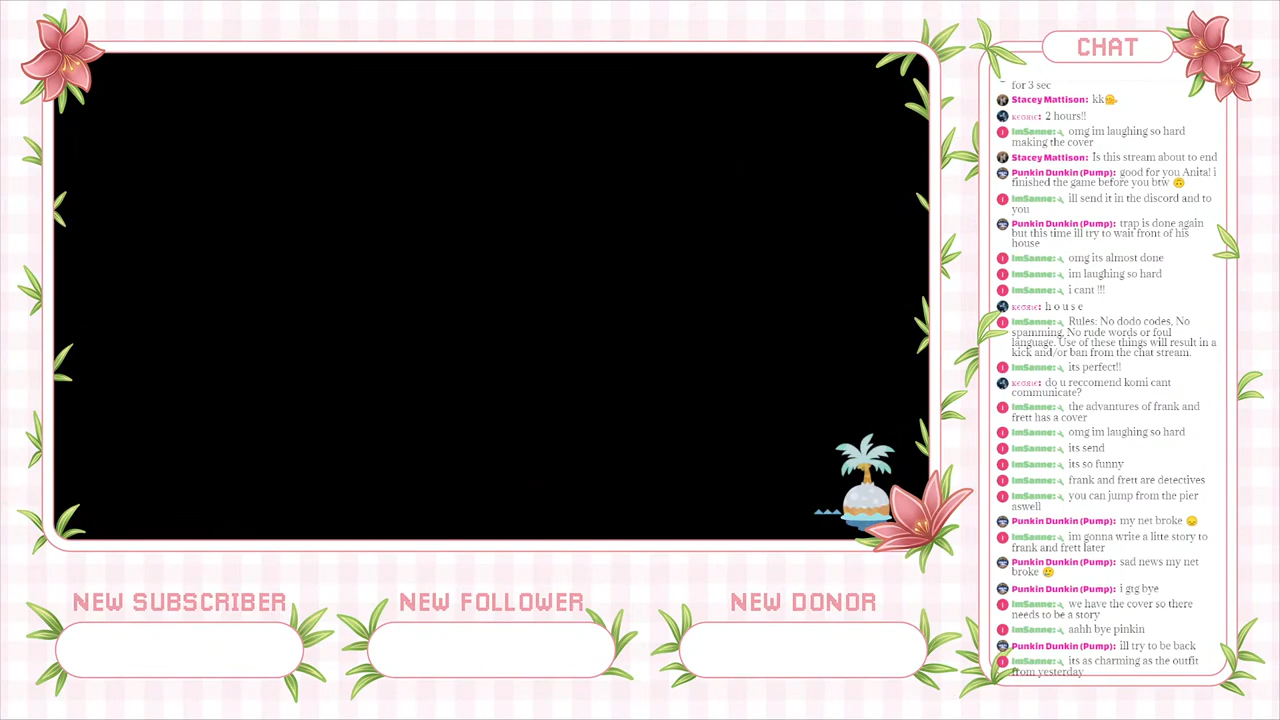 CHAT
for 3 sec
Stacey Mattison: kk
2 hours!!
ImSanne: omg im laughing so hard
making the cover
Stacey Mattison: Is this stream about to end
Punkin Dunkin (Pump): good for you Anita! i
finished the game before you btw
ImSanne: ill send it in the discord and to
you
Punkin Dunkin (Pump): trap is done again
but this time ill try to wait front of his
house
ImSanne: omg its almost done
ImSanne: im laughing so hard
ImSanne: i cant !!!
h o u s e
ImSanne: Rules: No dodo codes, No
spamming, No rude words or foul
language. Use of these things will result in a
kick and/or ban from the chat stream.
ImSanne: its perfect!!
do u reccomend komi cant
communicate?
ImSanne: the advantures of frank and
frett has a cover
ImSanne: omg im laughing so hard
ImSanne: its send
ImSanne: its so funny
ImSanne: frank and frett are detectives
ImSanne: you can jump from the pier
aswell
Punkin Dunkin (Pump): my net broke
ImSanne: im gonna write a litte story to
frank and frett later
Punkin Dunkin (Pump): sad news my net
broke
Punkin Dunkin (Pump): i gtg bye
ImSanne: we have the cover so there
needs to be a story
ImSanne: aahh bye pinkin
Punkin Dunkin (Pump): ill try to be back
ImSanne: its as charming as the outfit
from yesterday
NEW SUBSCRIBER
NEW FOLLOWER
NEW DONOR